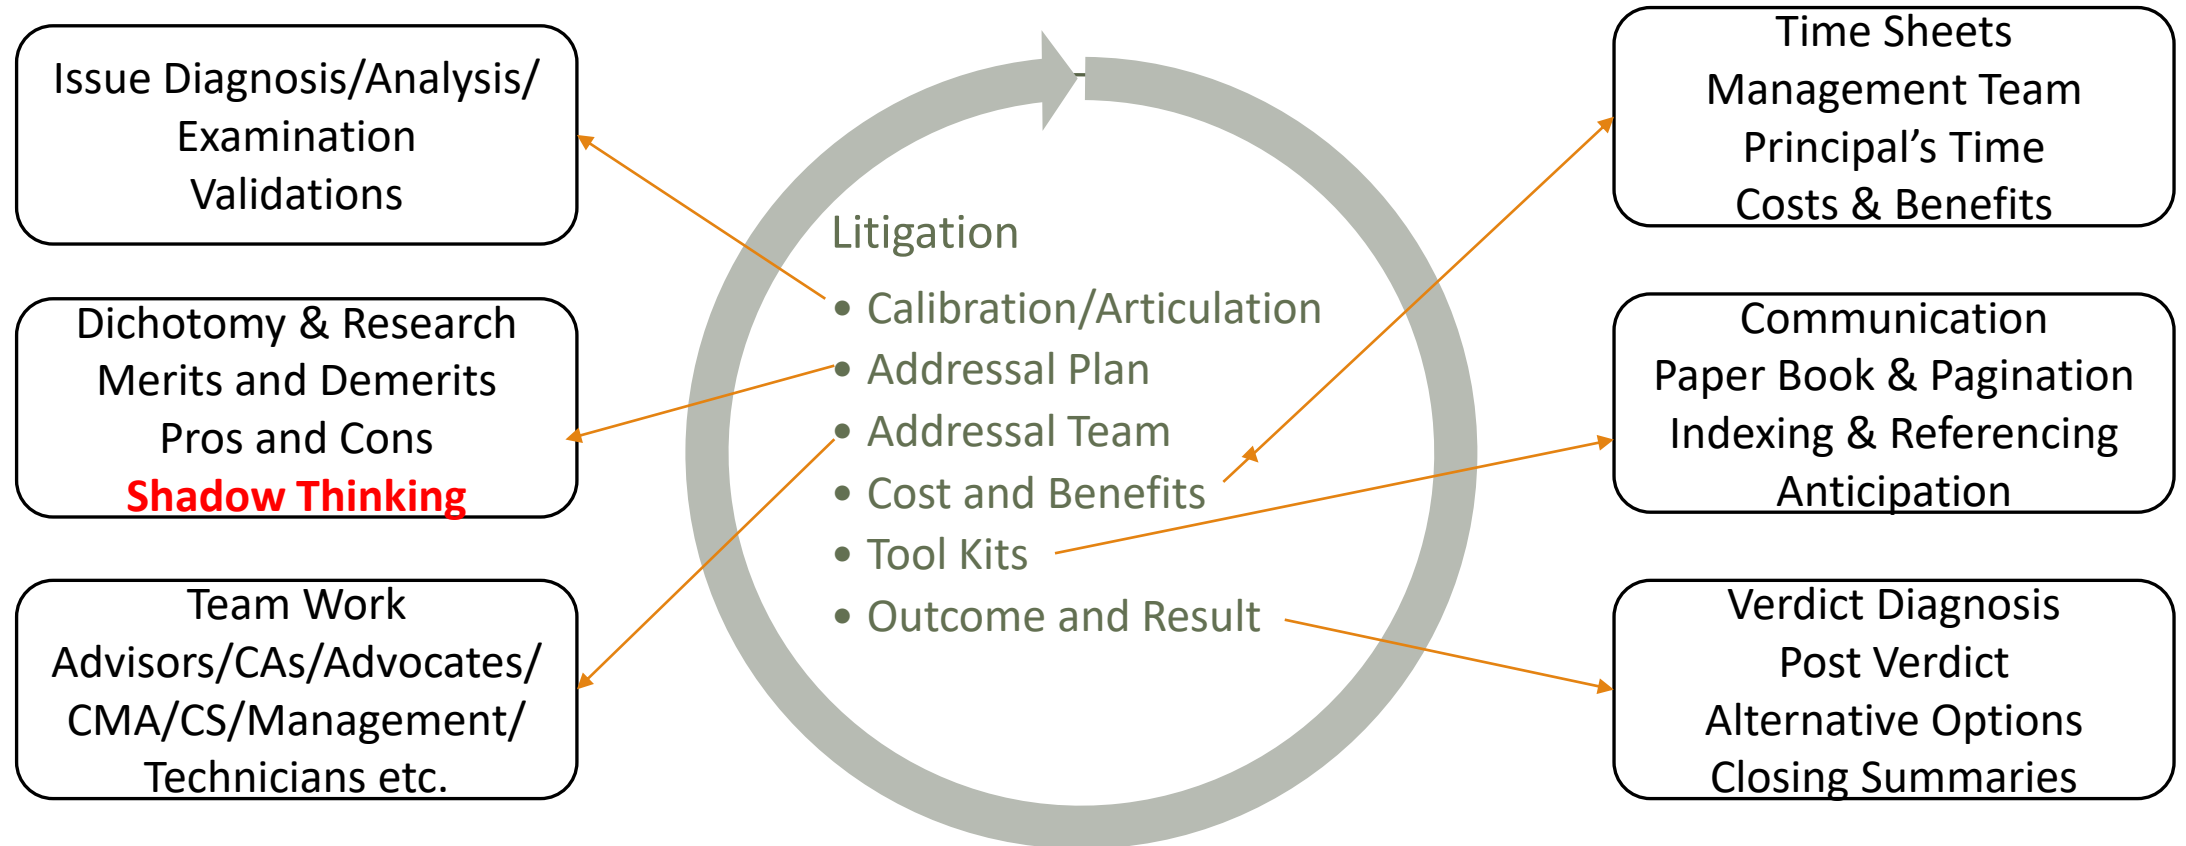 Issue Diagnosis/Analysis/
Examination
Validations
Dichotomy & Research
Merits and Demerits
Pros and Cons
Shadow Thinking
Team Work
Advisors/CAs/Advocates/
CMA/CS/Management/
Technicians etc.
Litigation
• Calibration/Articulation
• Addressal Plan
• Addressal Team
• Cost and Benefits
• Tool Kits
• Outcome and Result
Time Sheets
Management Team
Principal’s Time
Costs & Benefits
Communication
Paper Book & Pagination
Indexing & Referencing
Anticipation
Verdict Diagnosis
Post Verdict
Alternative Options
Closing Summaries